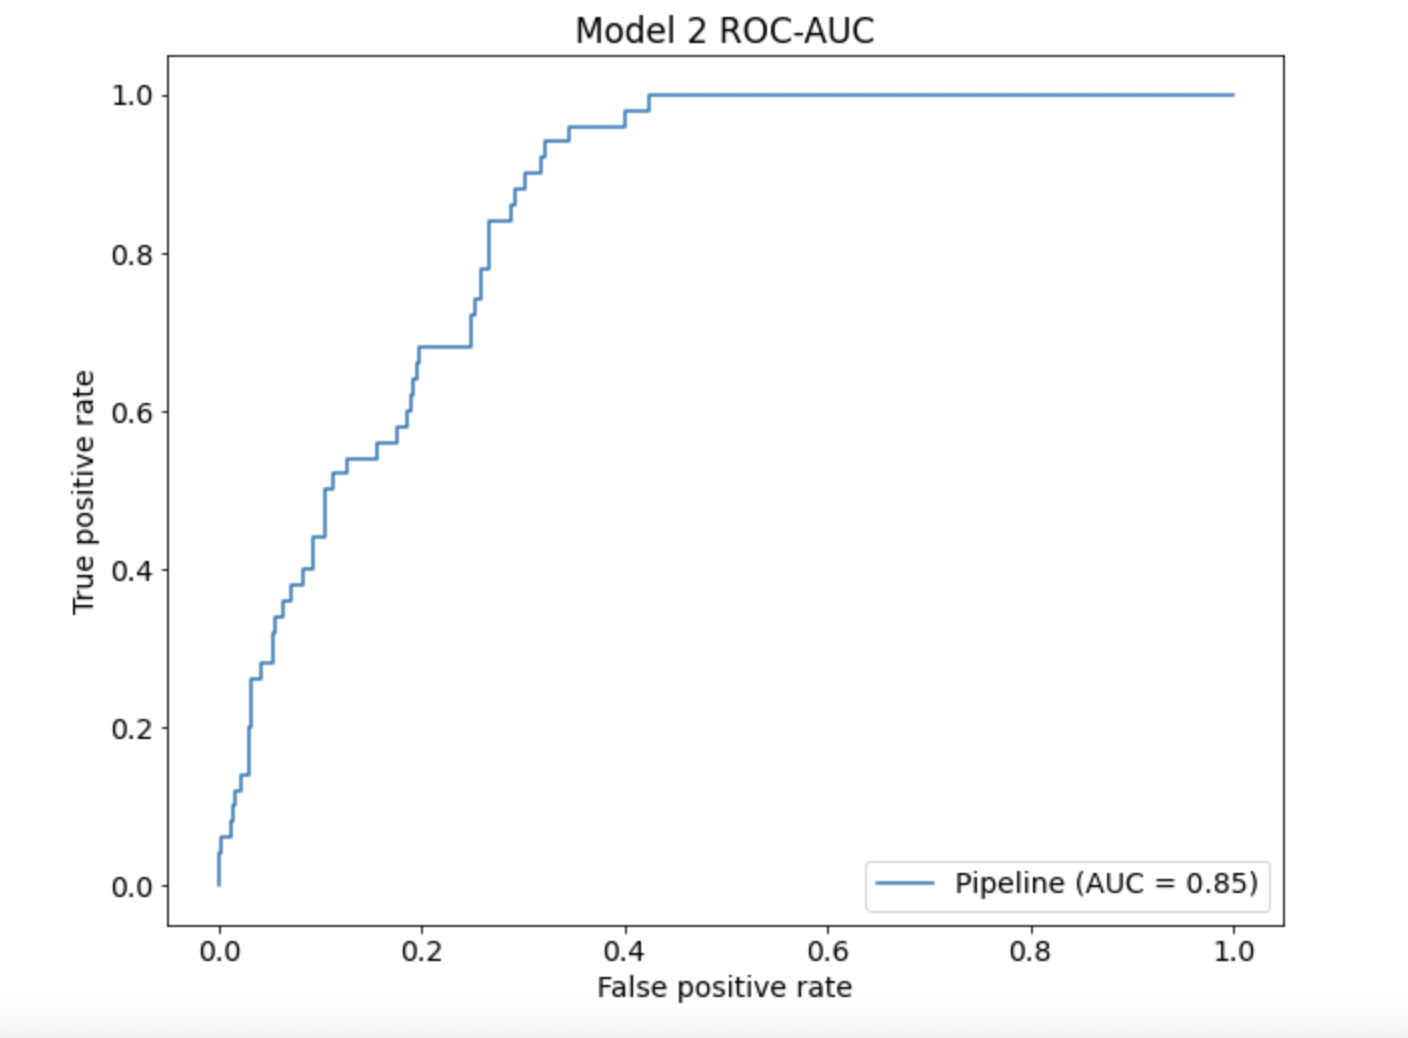 Model 2 ROC-AUC
1.0
0.8
0.6
0.4
0.2
0.0
True positive rate
Pipeline (AUC = 0.85)
0.0 0.2 0.4 0.6 0.8 1.0
False positive rate